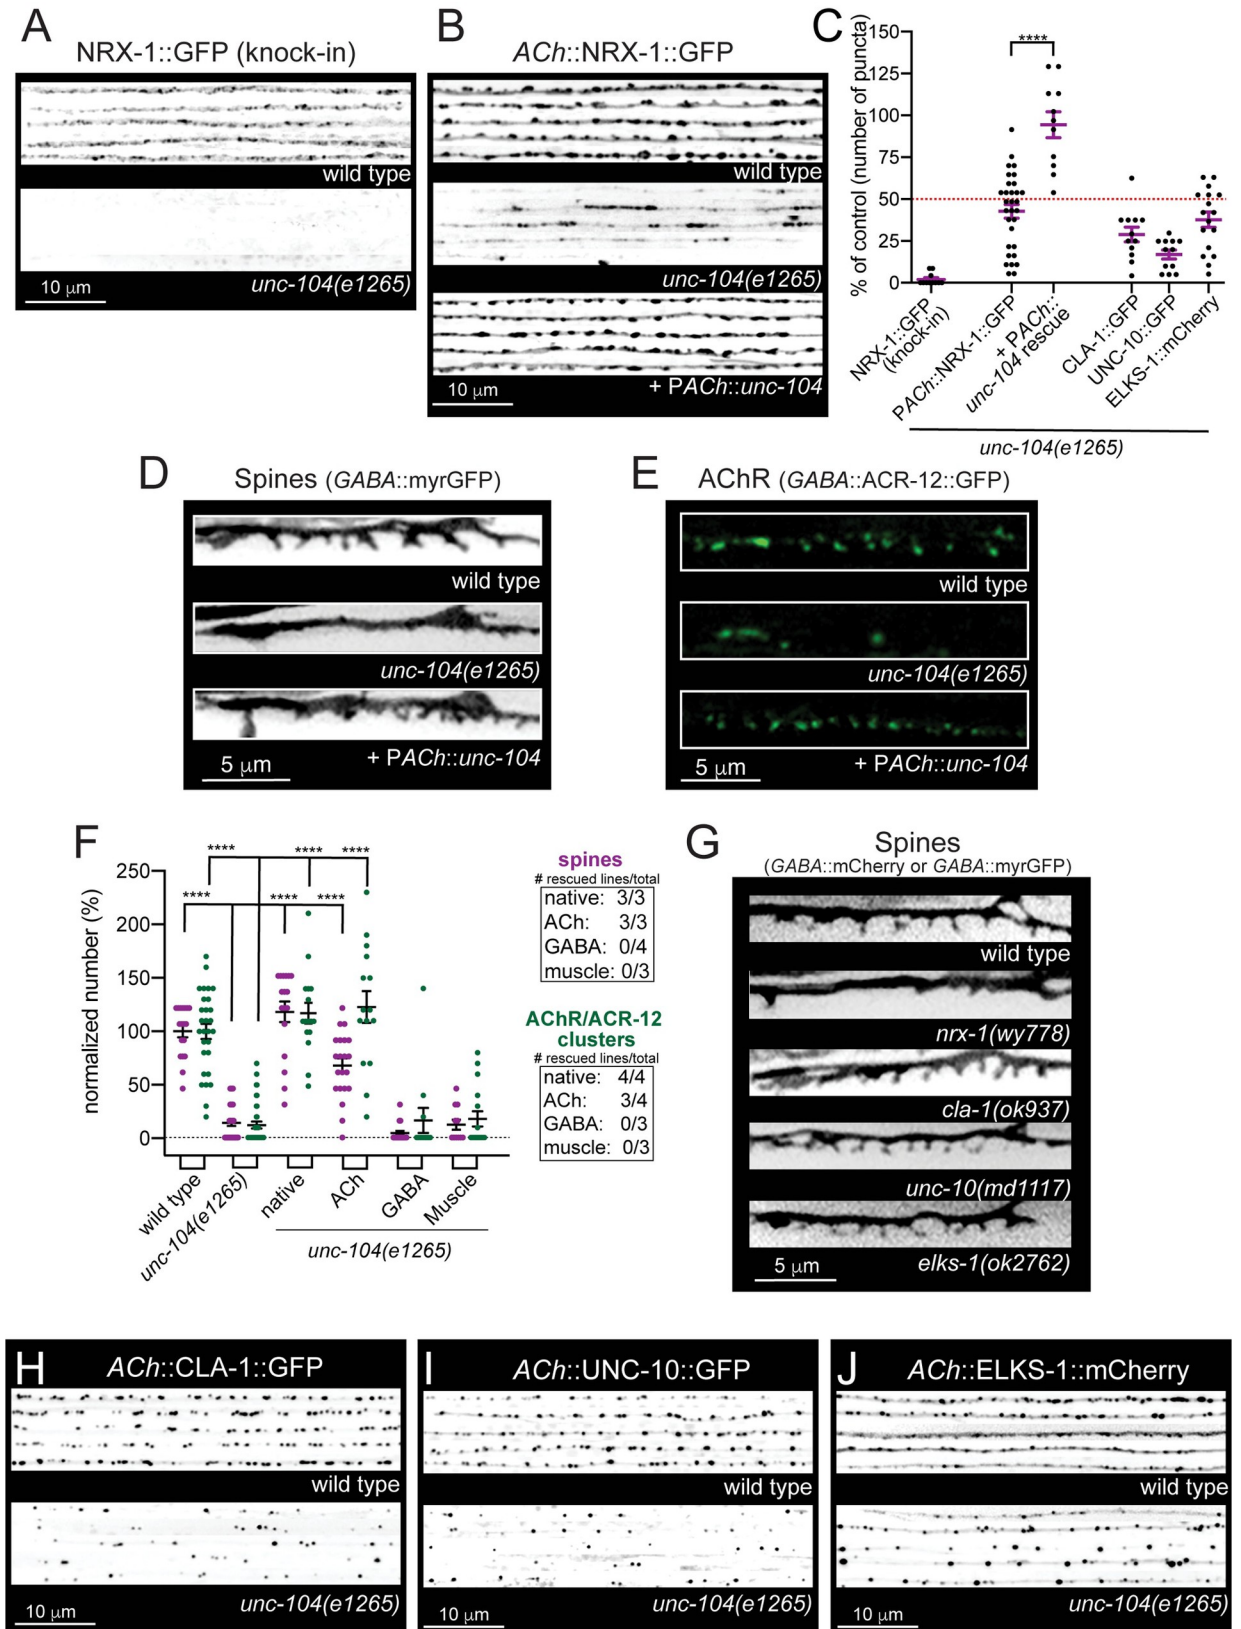 A
NRX-1::GFP (knock-in)
wild type
unc-104(e1265)
10 μm
B
ACh::NRX-1::GFP
wild type
unc-104(e1265)
+ PACh::unc-104
10 μm
C
% of control (number of puncta)
150
125
100
75
50
25
0
****
NRX-1::GFP
(knock-in)
PACh::NRX-1::GFP
+ PACh::
unc-104 rescue
CLA-1::GFP
UNC-10::GFP
ELKS-1::mCherry
unc-104(e1265)
D
Spines (GABA::myrGFP)
wild type
unc-104(e1265)
+ PACh::unc-104
5 μm
E
AChR (GABA::ACR-12::GFP)
wild type
unc-104(e1265)
+ PACh::unc-104
5 μm
F
normalized number (%)
250
200
150
100
50
0
**** **** ****
**** **** ****
wild type
unc-104(e1265)
native
ACh
GABA
Muscle
unc-104(e1265)
spines
# rescued lines/total
native: 3/3
ACh: 3/3
GABA: 0/4
muscle: 0/3
AChR/ACR-12
clusters
# rescued lines/total
native: 4/4
ACh: 3/4
GABA: 0/3
muscle: 0/3
G
Spines
(GABA::mCherry or GABA::myrGFP)
wild type
nrx-1(wy778)
cla-1(ok937)
unc-10(md1117)
elks-1(ok2762)
5 μm
H
ACh::CLA-1::GFP
wild type
unc-104(e1265)
10 μm
I
ACh::UNC-10::GFP
wild type
unc-104(e1265)
10 μm
J
ACh::ELKS-1::mCherry
wild type
unc-104(e1265)
10 μm